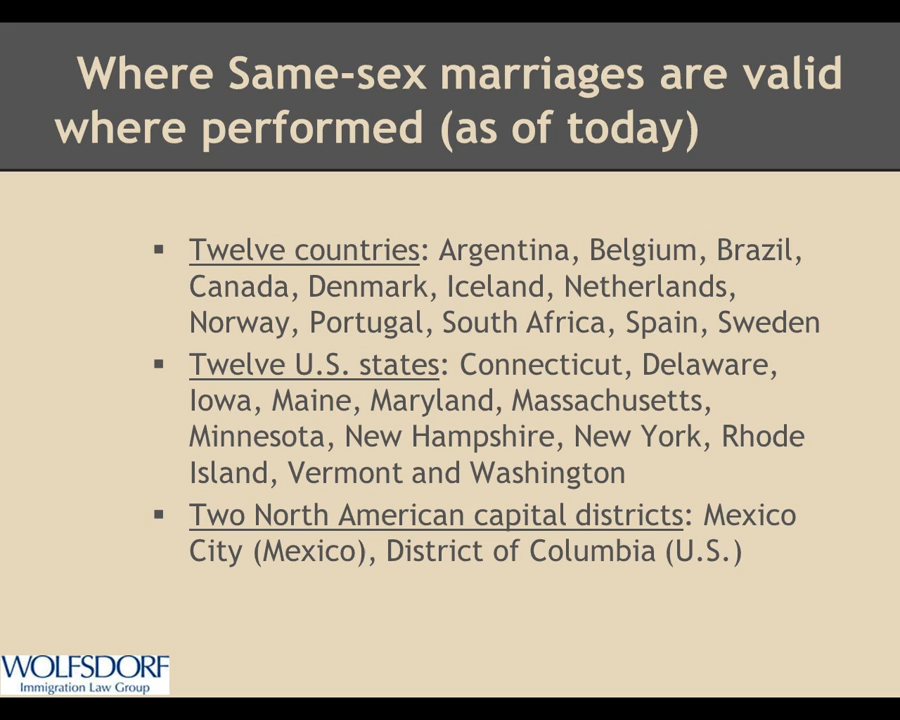 Where Same-sex marriages are valid
where performed (as of today)
▪ Twelve countries: Argentina, Belgium, Brazil,
Canada, Denmark, Iceland, Netherlands,
Norway, Portugal, South Africa, Spain, Sweden
▪ Twelve U.S. states: Connecticut, Delaware,
Iowa, Maine, Maryland, Massachusetts,
Minnesota, New Hampshire, New York, Rhode
Island, Vermont and Washington
▪ Two North American capital districts: Mexico
City (Mexico), District of Columbia (U.S.)
WOLFSDORF
Immigration Law Group